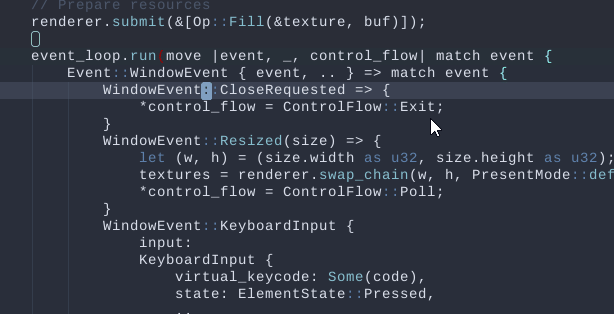 // Prepare resources
renderer.submit(&[Op::Fill(&texture, buf)]);
event_loop.run(move |event, _, control_flow| match event {
Event::WindowEvent { event, .. } => match event {
WindowEvent::CloseRequested => {
*control_flow = ControlFlow::Exit;
}
WindowEvent::Resized(size) => {
let (w, h) = (size.width as u32, size.height as u32);
textures = renderer.swap_chain(w, h, PresentMode::def
*control_flow = ControlFlow::Poll;
}
WindowEvent::KeyboardInput {
input:
KeyboardInput {
virtual_keycode: Some(code),
state: ElementState::Pressed,